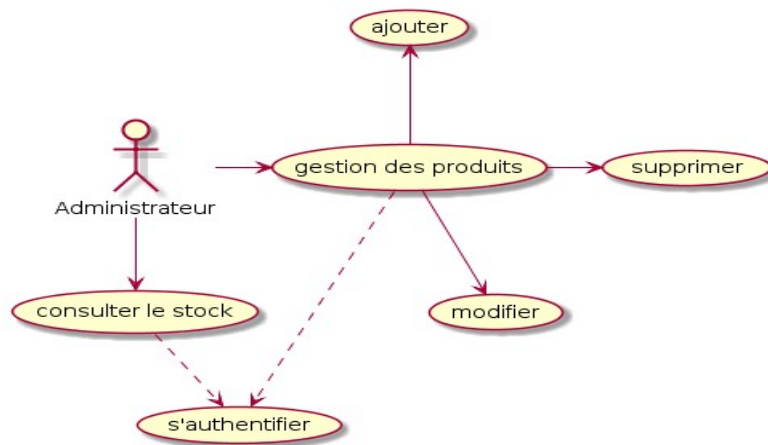 ajouter
gestion des produits
supprimer
Administrateur
consulter le stock
modifier
s'authentifier